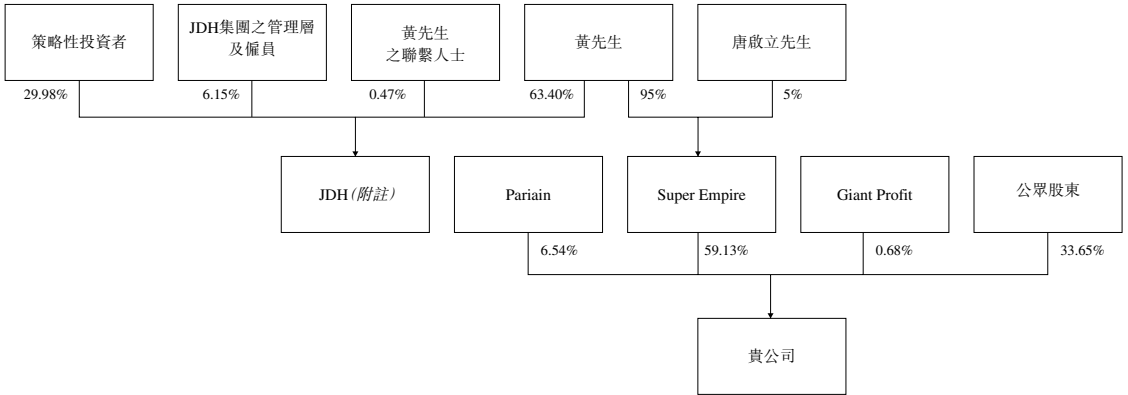 策略性投資者
JDH集團之管理層
及僱員
黃先生
之聯繫人士
黃先生
唐啟立先生
29.98%
6.15%
0.47%
63.40%
95%
5%
JDH(附註)
Pariain
Super Empire
Giant Profit
公眾股東
6.54%
59.13%
0.68%
33.65%
貴公司